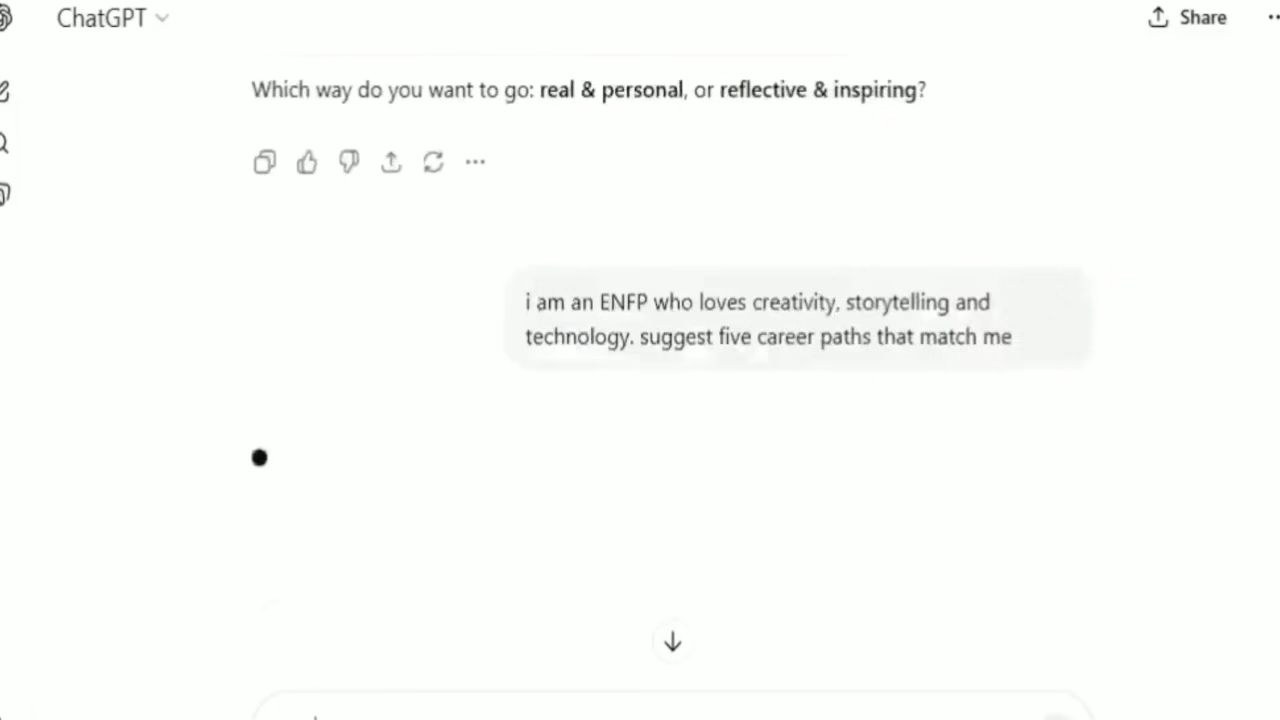 ChatGPT
Share
Which way do you want to go: real & personal, or reflective & inspiring?
i am an ENFP who loves creativity, storytelling and
technology. suggest five career paths that match me